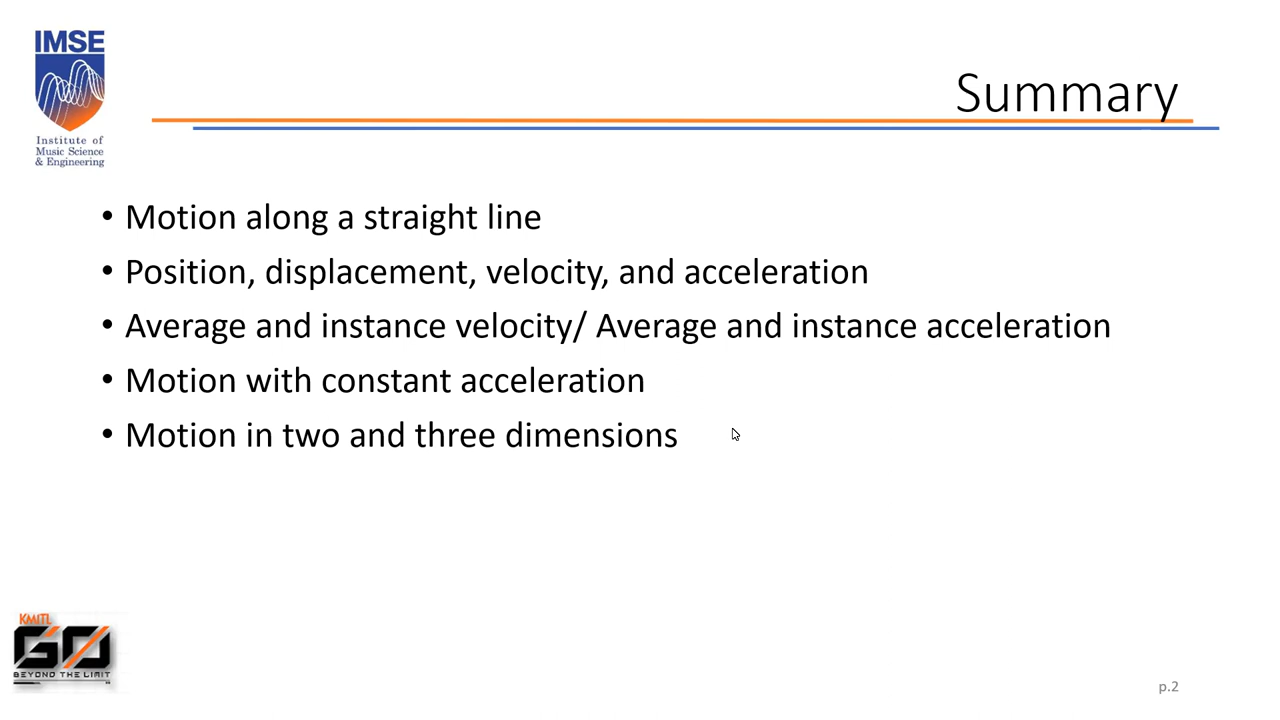 IMSE
Institute of
Music Science
& Engineering
Summary
• Motion along a straight line
• Position, displacement, velocity, and acceleration
• Average and instance velocity/ Average and instance acceleration
• Motion with constant acceleration
• Motion in two and three dimensions
KMITL
GO
BEYOND THE LIMIT
p.2